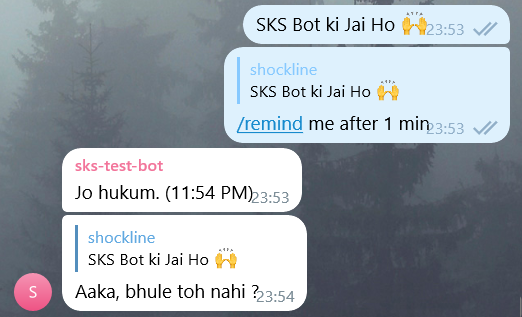 SKS Bot ki Jai Ho 🙌 23:53
shockline
SKS Bot ki Jai Ho 🙌
/remind me after 1 min 23:53
sks-test-bot
Jo hukum. (11:54 PM) 23:53
shockline
SKS Bot ki Jai Ho 🙌
S
Aaka, bhule toh nahi ? 23:54